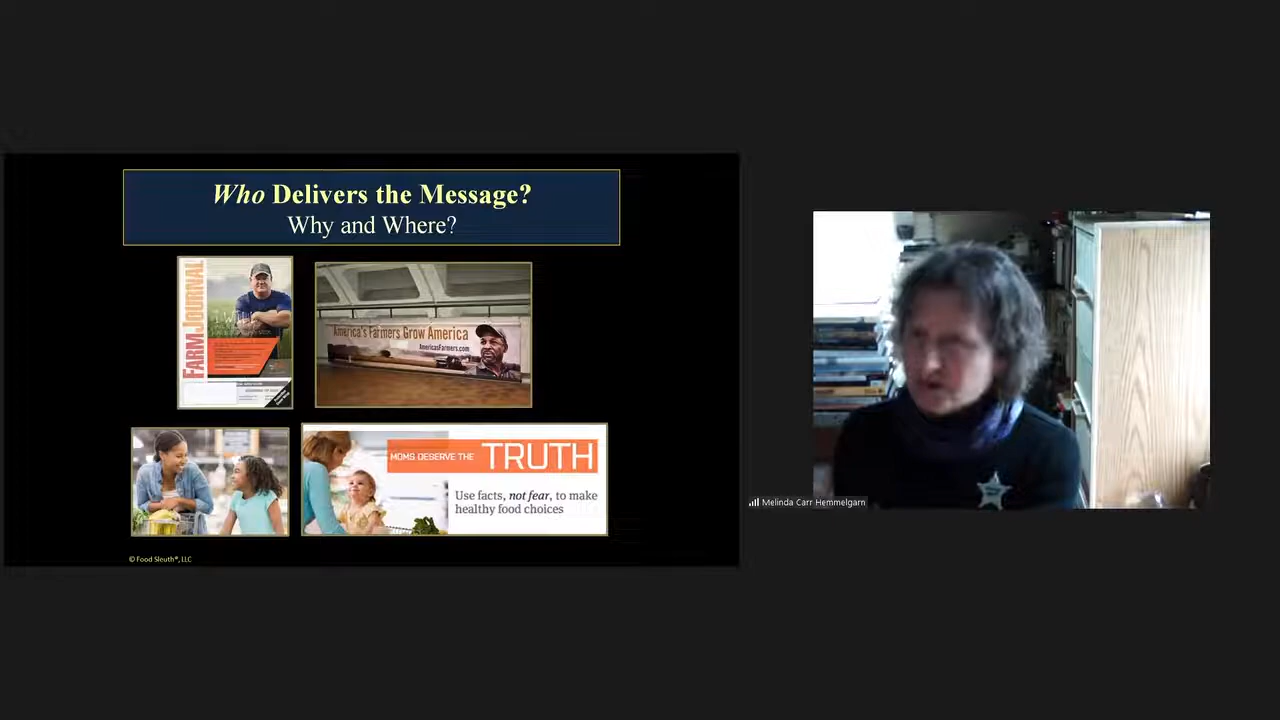 Who Delivers the Message?
Why and Where?
FARM JOURNAL
America's Farmers Grow America
AmericasFarmers.com
MOMS DESERVE THE TRUTH
Use facts, not fear, to make
healthy food choices
© Food Sleuth®, LLC
Melinda Carr Hemmelgarn